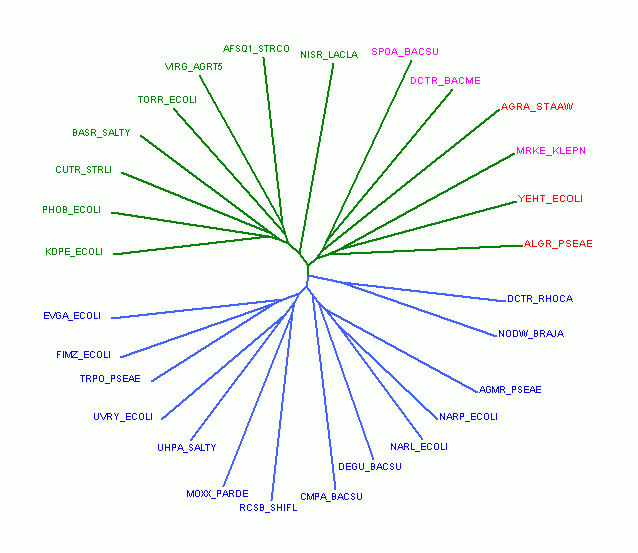 AFSQ1_STRCO
NISR_LACLA
SPOA_BACSU
VIRG_AGRT5
DCTR_BACME
TORR_ECOLI
AGRA_STAAW
BASR_SALTY
MRKE_KLEPN
CUTR_STRLI
YEHT_ECOLI
PHOB_ECOLI
ALGR_PSEAE
KDPE_ECOLI
DCTR_RHOCA
EVGA_ECOLI
NODW_BRAJA
FIMZ_ECOLI
TRPO_PSEAE
AGMR_PSEAE
UVRY_ECOLI
NARP_ECOLI
UHPA_SALTY
NARL_ECOLI
DEGU_BACSU
MOXX_PARDE
CMPA_BACSU
RCSB_SHIFL